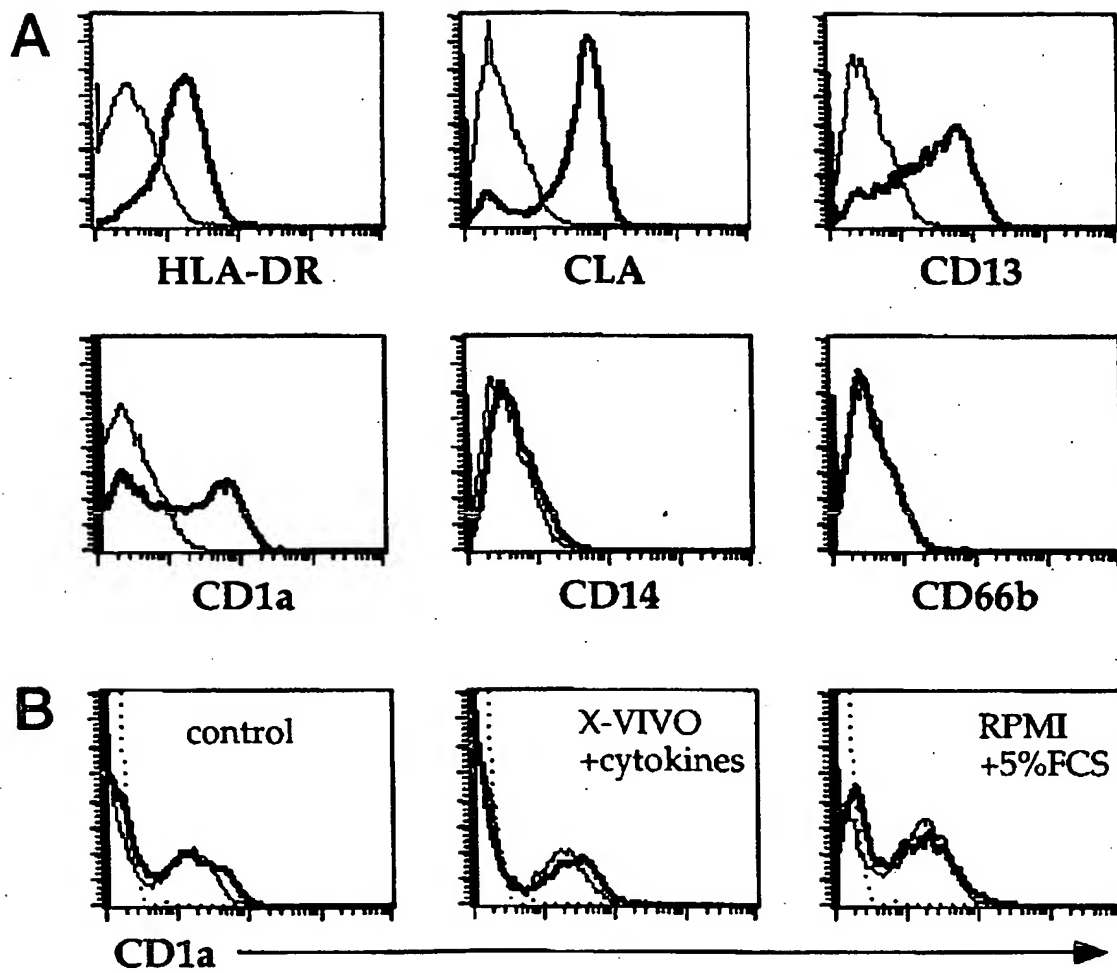 A
HLA-DR
CLA
CD13
CD1a
CD14
CD66b
B
control
X-VIVO
+cytokines
RPMI
+5%FCS
CD1a